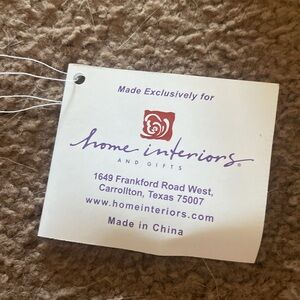 Made Exclusively for
home interiors®
AND GIFTS
1649 Frankford Road West,
Carrollton, Texas 75007
www.homeinteriors.com
Made in China